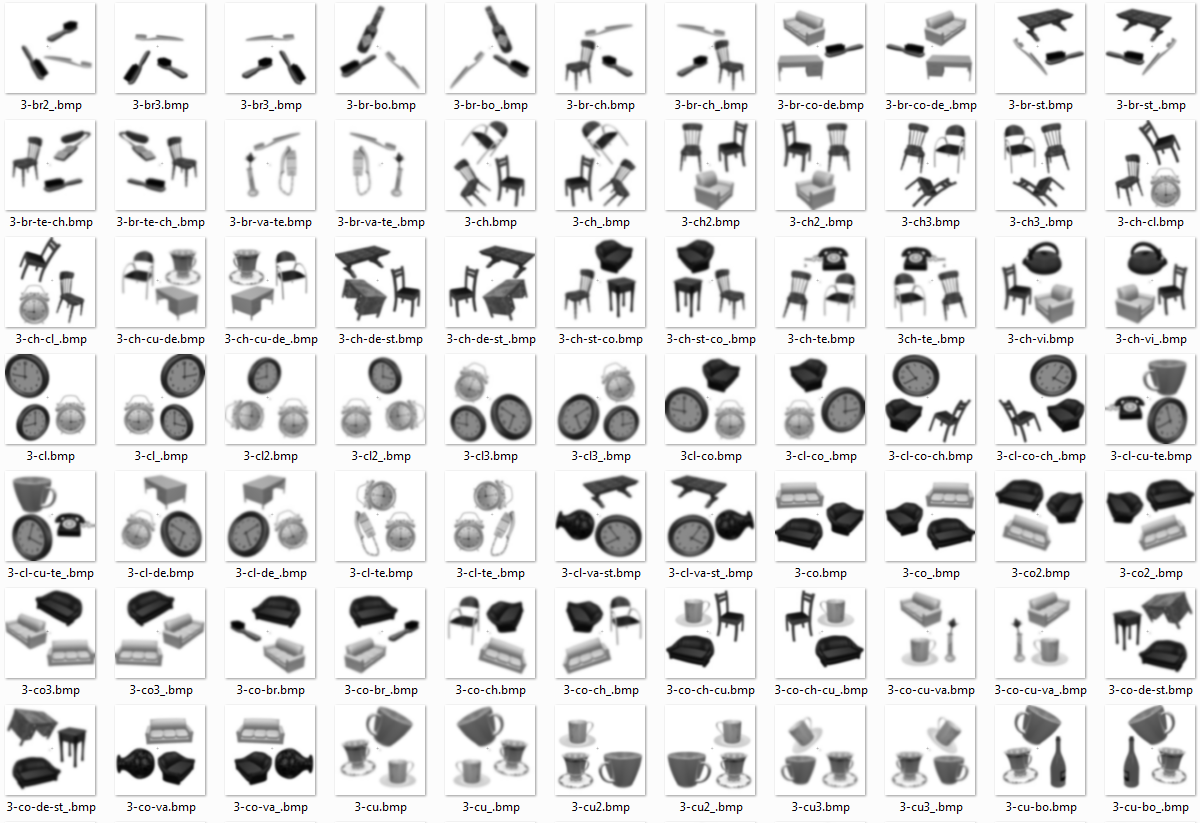 3-br2_.bmp 3-br3.bmp 3-br3_.bmp 3-br-bo.bmp 3-br-bo_.bmp 3-br-ch.bmp 3-br-ch_.bmp 3-br-co-de.bmp 3-br-co-de_.bmp 3-br-st.bmp 3-br-st_.bmp
3-br-te-ch.bmp 3-br-te-ch_.bmp 3-br-va-te.bmp 3-br-va-te_.bmp 3-ch.bmp 3-ch_.bmp 3-ch2.bmp 3-ch2_.bmp 3-ch3.bmp 3-ch3_.bmp 3-ch-cl.bmp
3-ch-cl_.bmp 3-ch-cu-de.bmp 3-ch-cu-de_.bmp 3-ch-de-st.bmp 3-ch-de-st_.bmp 3-ch-st-co.bmp 3-ch-st-co_.bmp 3-ch-te.bmp 3ch-te_.bmp 3-ch-vi.bmp 3-ch-vi_.bmp
3-cl.bmp 3-cl_.bmp 3-cl2.bmp 3-cl2_.bmp 3-cl3.bmp 3-cl3_.bmp 3cl-co.bmp 3-cl-co_.bmp 3-cl-co-ch.bmp 3-cl-co-ch_.bmp 3-cl-cu-te.bmp
3-cl-cu-te_.bmp 3-cl-de.bmp 3-cl-de_.bmp 3-cl-te.bmp 3-cl-te_.bmp 3-cl-va-st.bmp 3-cl-va-st_.bmp 3-co.bmp 3-co_.bmp 3-co2.bmp 3-co2_.bmp
3-co3.bmp 3-co3_.bmp 3-co-br.bmp 3-co-br_.bmp 3-co-ch.bmp 3-co-ch_.bmp 3-co-ch-cu.bmp 3-co-ch-cu_.bmp 3-co-cu-va.bmp 3-co-cu-va_.bmp 3-co-de-st.bmp
3-co-de-st_.bmp 3-co-va.bmp 3-co-va_.bmp 3-cu.bmp 3-cu_.bmp 3-cu2.bmp 3-cu2_.bmp 3-cu3.bmp 3-cu3_.bmp 3-cu-bo.bmp 3-cu-bo_.bmp